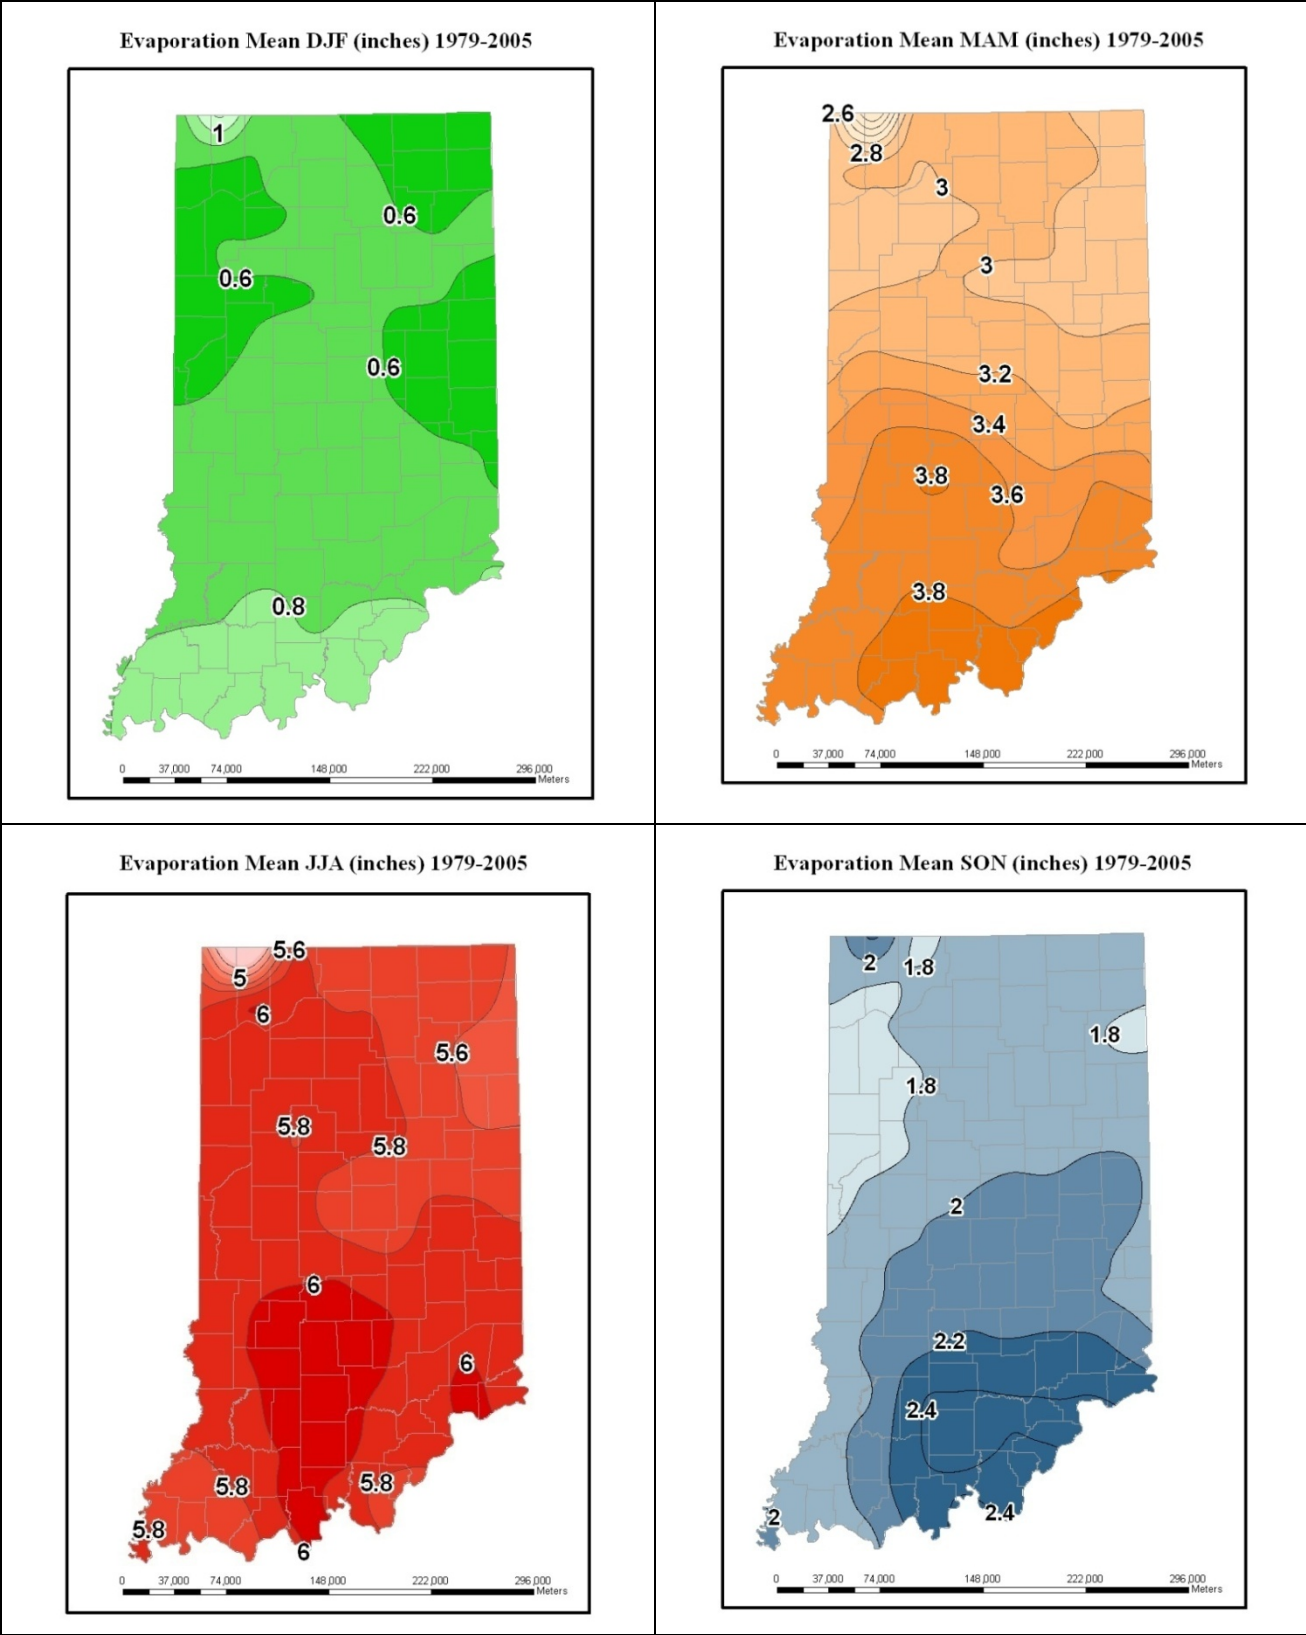 Evaporation Mean DJF (inches) 1979-2005
1
0.6
0.6
0.6
0.8
0 37,000 74,000 148,000 222,000 296,000
Meters
Evaporation Mean MAM (inches) 1979-2005
2.6
2.8
3
3
3.2
3.4
3.8
3.6
3.8
0 37,000 74,000 148,000 222,000 296,000
Meters
Evaporation Mean JJA (inches) 1979-2005
5.6
5
6
5.6
5.8
5.8
6
6
5.8
5.8
5.8
6
0 37,000 74,000 148,000 222,000 296,000
Meters
Evaporation Mean SON (inches) 1979-2005
2
1.8
1.8
1.8
2
2.2
2.4
2.4
2
0 37,000 74,000 148,000 222,000 296,000
Meters